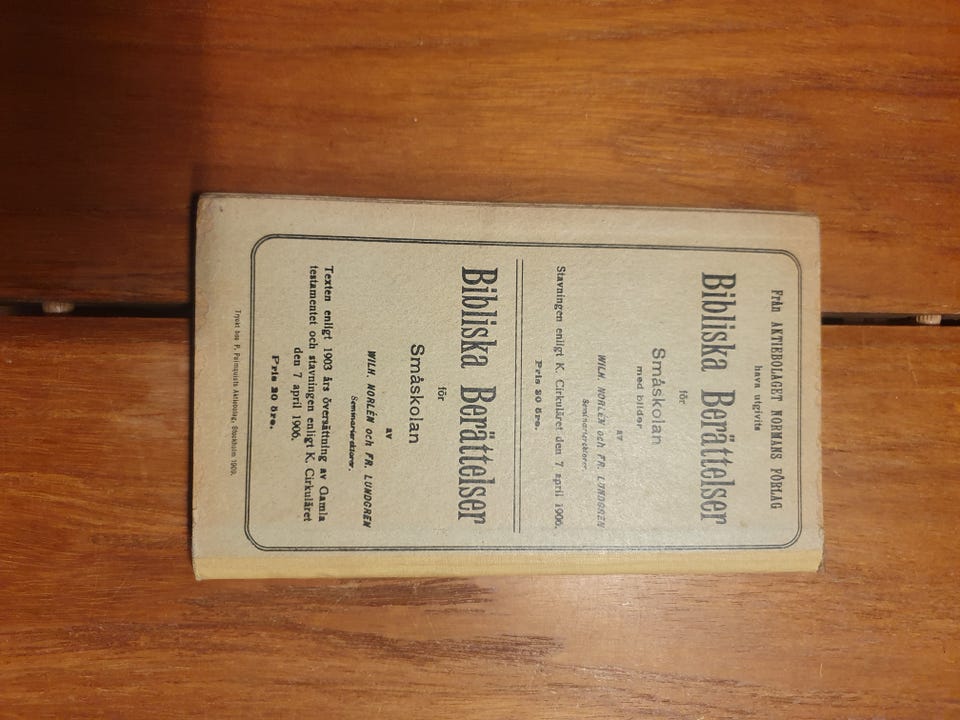 Från AKTIEBOLAGET NORMANS FÖRLAG
hava utgivits
Bibliska Berättelser
för
Småskolan
med bilder
av
WILH. NORLÉN och FR. LUNDGREN
Seminarierektorer.
Stavningen enligt K. Cirkuläret den 7 april 1906.
Pris 20 öre.
Bibliska Berättelser
för
Småskolan
av
WILH. NORLÉN och FR. LUNDGREN
Seminarierektorer.
Texten enligt 1903 års översättning av Gamla
testamentet och stavningen enligt K. Cirkuläret
den 7 april 1906.
Pris 20 öre.
Tryckt hos P. Palmquists Aktiebolag, Stockholm 1909.